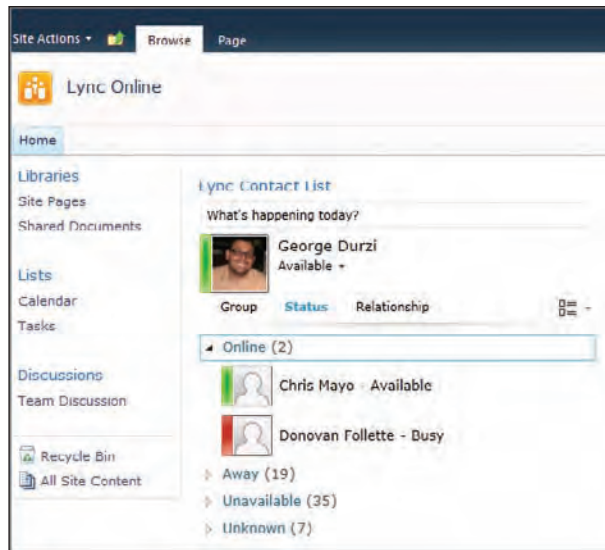 Site Actions
Browse
Page
Lync Online
Home
Libraries
Site Pages
Shared Documents
Lists
Calendar
Tasks
Discussions
Team Discussion
Recycle Bin
All Site Content
Lync Contact List
What's happening today?
George Durzi
Available
Group Status Relationship
Online (2)
Chris Mayo - Available
Donovan Follette - Busy
Away (19)
Unavailable (35)
Unknown (7)